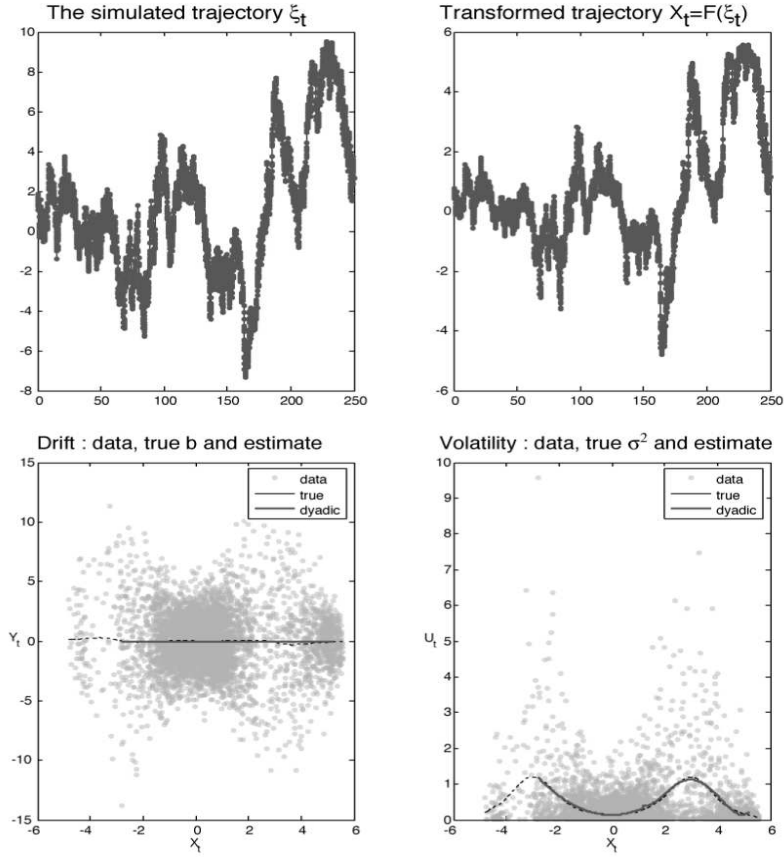 The simulated trajectory ξt
Transformed trajectory Xt=F(ξt)
10
8
6
4
2
0
-2
-4
-6
-8
0 50 100 150 200 250
6
4
2
0
-2
-4
-6
0 50 100 150 200 250
Drift : data, true b and estimate
Volatility : data, true σ2 and estimate
15
10
5
Yt 0
-5
-10
-15
-6 -4 -2 0 2 4 6
Xt
data
true
dyadic
10
9
8
7
6
Ut
5
4
3
2
1
0
-6 -4 -2 0 2 4 6
Xt
data
true
dyadic